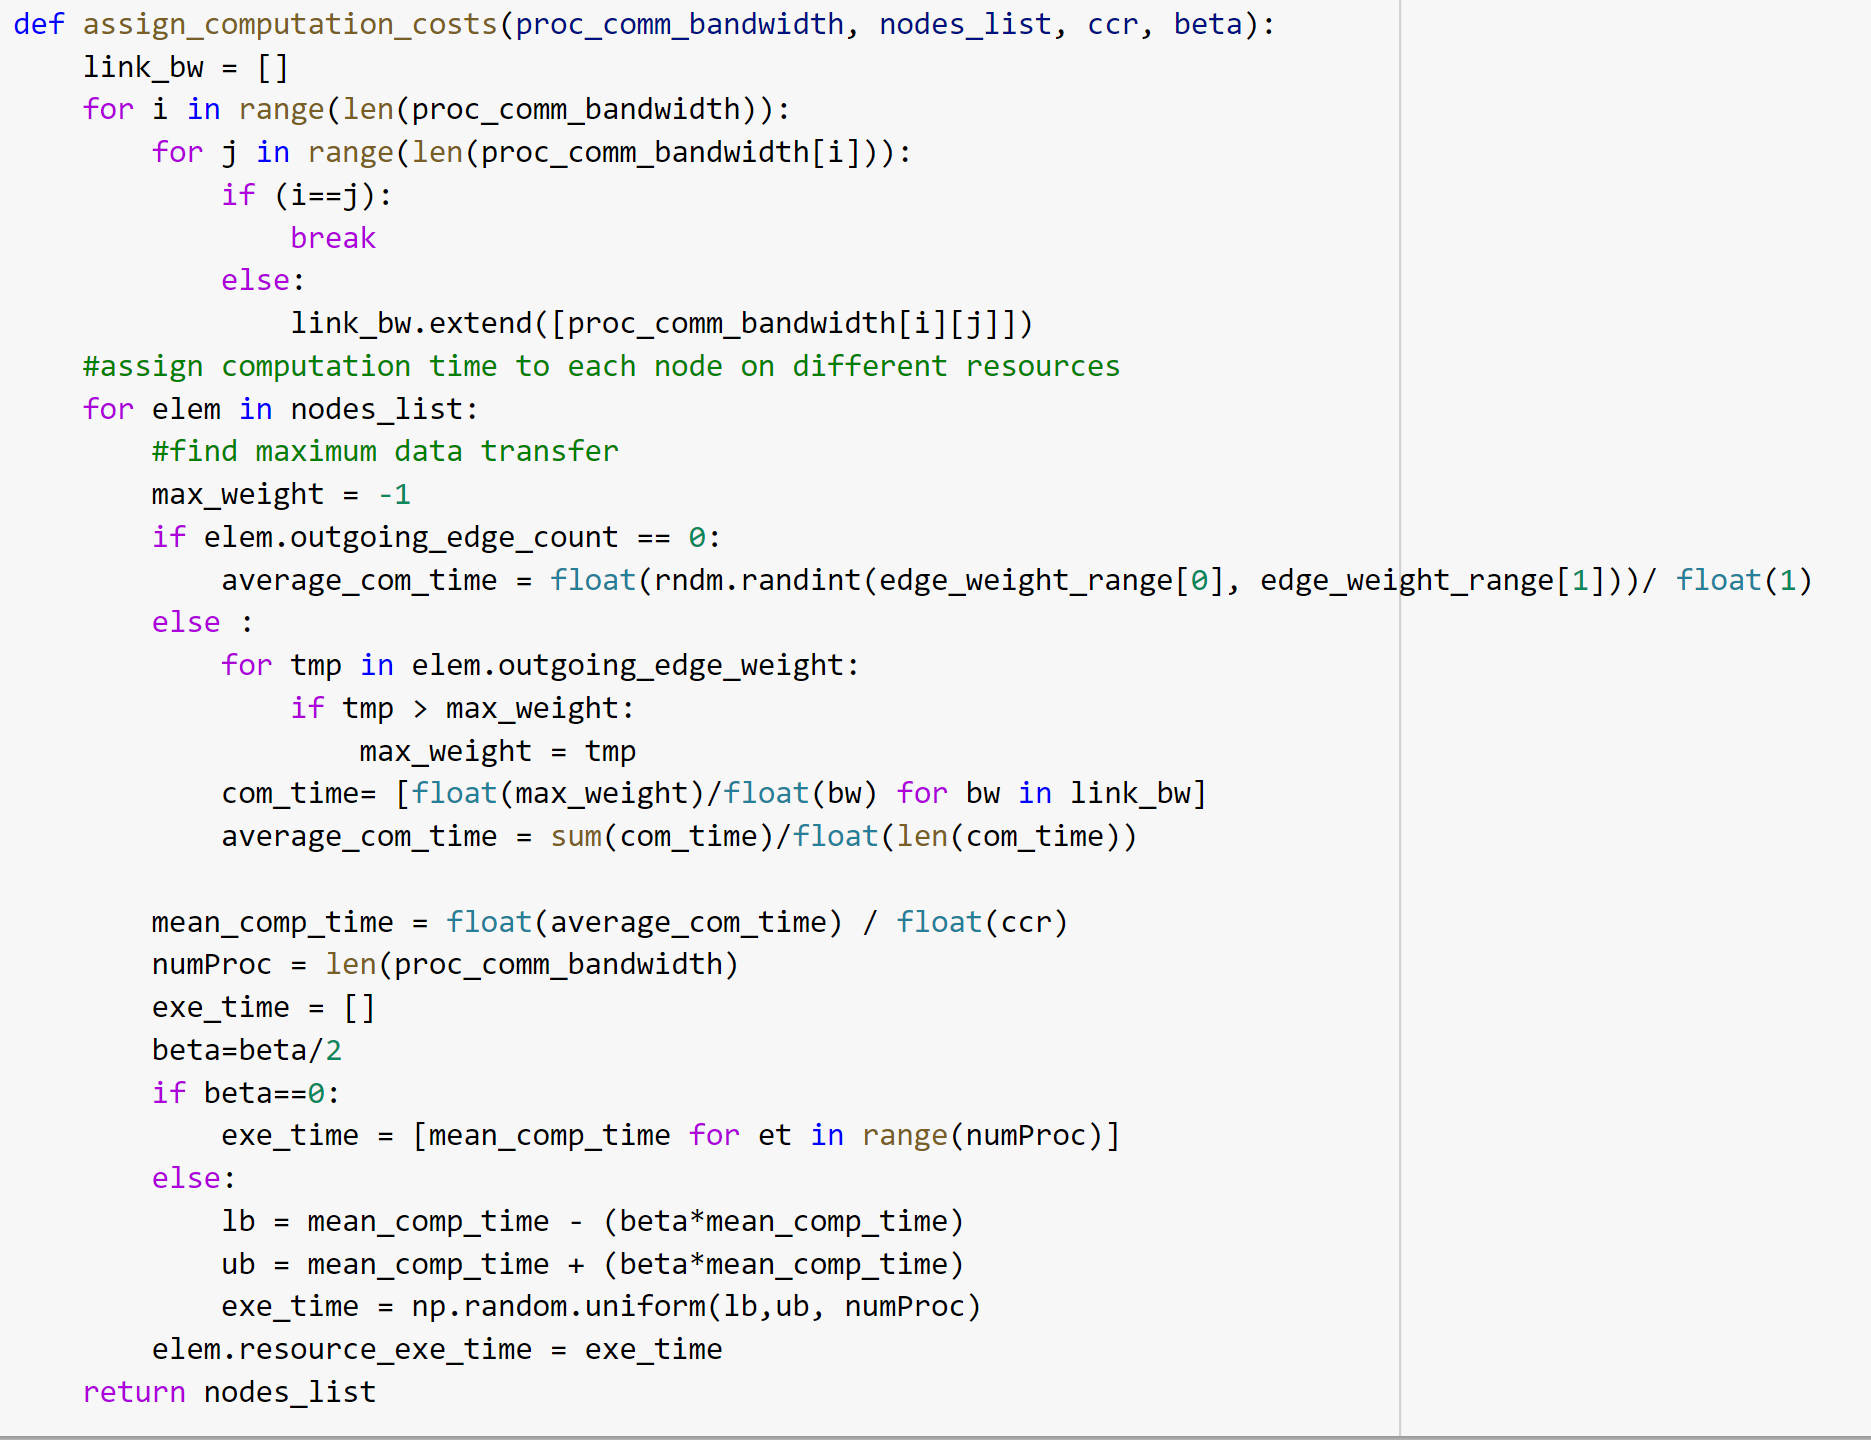 def assign_computation_costs(proc_comm_bandwidth, nodes_list, ccr, beta):
    link_bw = []
    for i in range(len(proc_comm_bandwidth)):
        for j in range(len(proc_comm_bandwidth[i])):
            if (i==j):
                break
            else:
                link_bw.extend([proc_comm_bandwidth[i][j]])
    #assign computation time to each node on different resources
    for elem in nodes_list:
        #find maximum data transfer
        max_weight = -1
        if elem.outgoing_edge_count == 0:
            average_com_time = float(rndm.randint(edge_weight_range[0], edge_weight_range[1]))/ float(1)
        else :
            for tmp in elem.outgoing_edge_weight:
                if tmp > max_weight:
                    max_weight = tmp
            com_time= [float(max_weight)/float(bw) for bw in link_bw]
            average_com_time = sum(com_time)/float(len(com_time))

        mean_comp_time = float(average_com_time) / float(ccr)
        numProc = len(proc_comm_bandwidth)
        exe_time = []
        beta=beta/2
        if beta==0:
            exe_time = [mean_comp_time for et in range(numProc)]
        else:
            lb = mean_comp_time - (beta*mean_comp_time)
            ub = mean_comp_time + (beta*mean_comp_time)
            exe_time = np.random.uniform(lb,ub, numProc)
        elem.resource_exe_time = exe_time
    return nodes_list